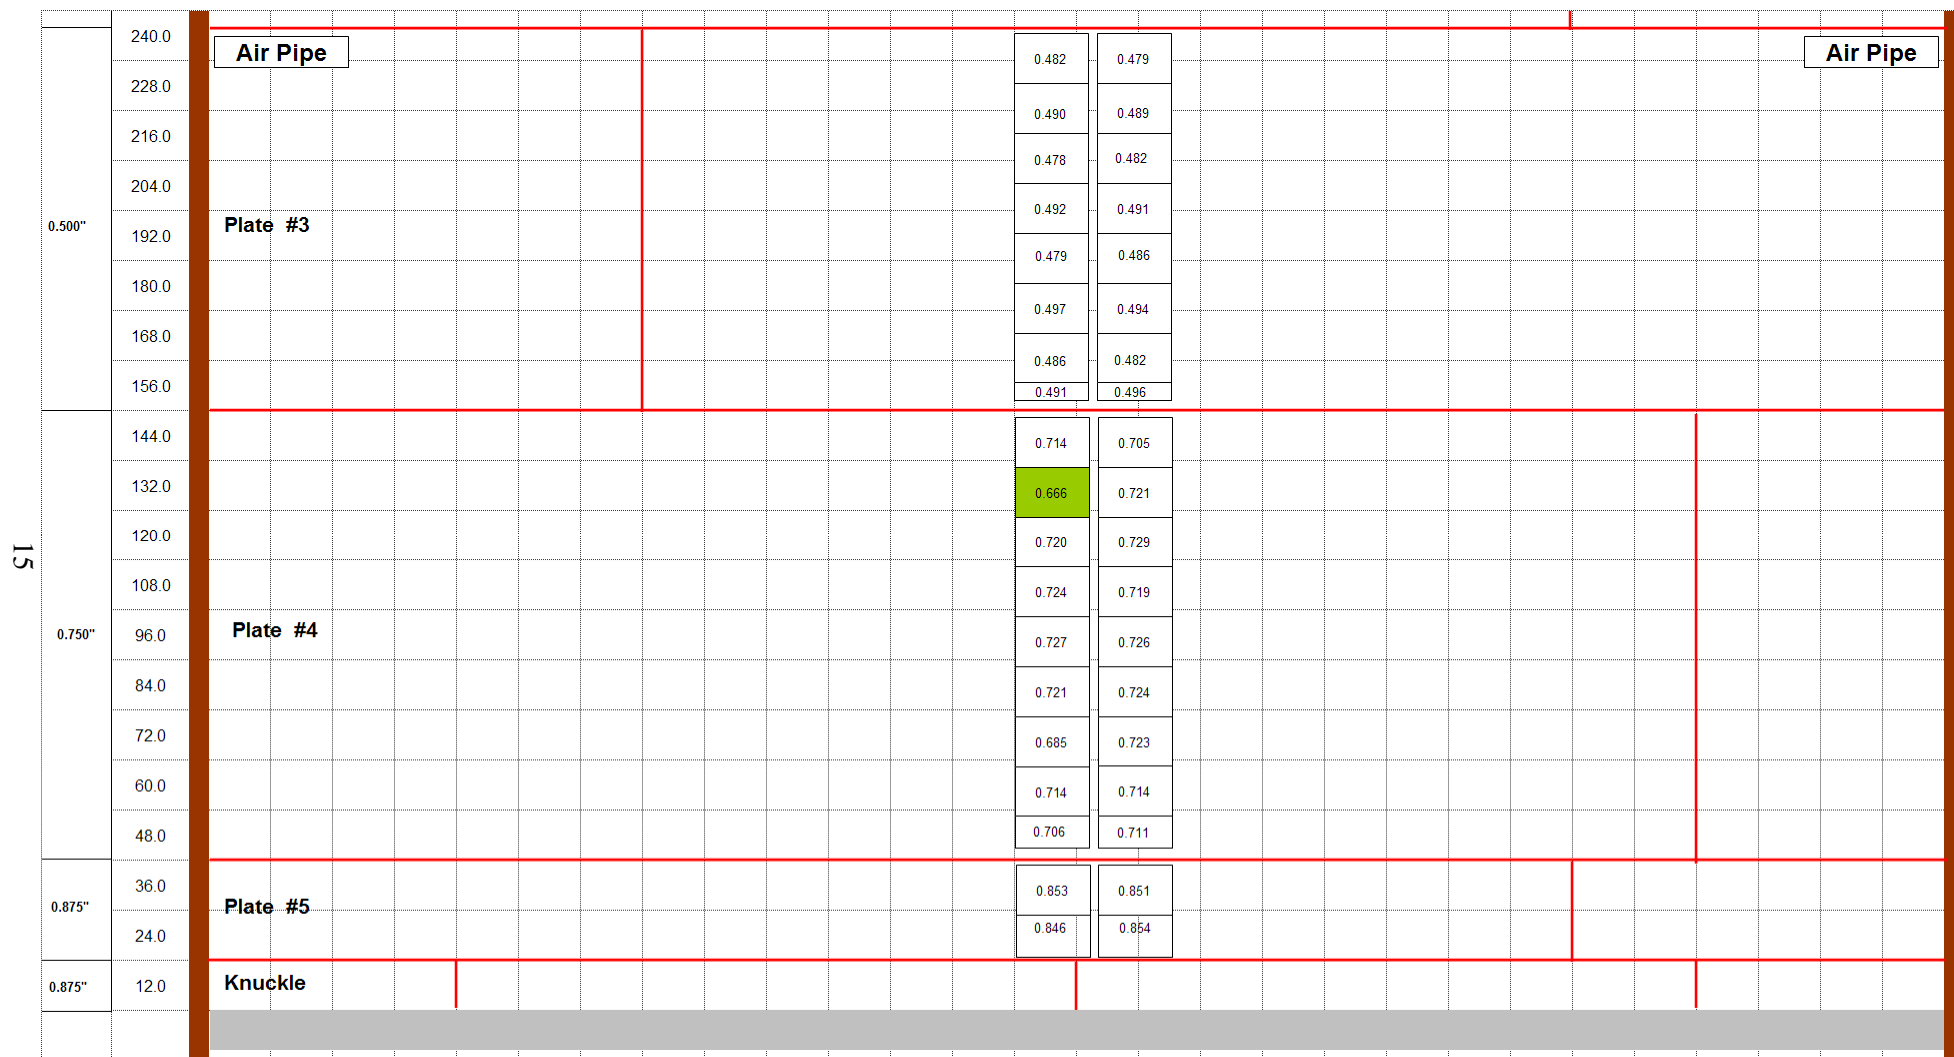 240.0
Air Pipe
Air Pipe
0.482 0.479
228.0
0.490 0.489
216.0
0.478 0.482
204.0
0.492 0.491
0.500" Plate #3
192.0
0.479 0.486
180.0
0.497 0.494
168.0
0.486 0.482
156.0
0.491 0.496
144.0 0.714 0.705
132.0 0.666 0.721
120.0 0.720 0.729
15
108.0 0.724 0.719
0.750" Plate #4 96.0 0.727 0.726
84.0 0.721 0.724
72.0 0.685 0.723
60.0 0.714 0.714
48.0 0.706 0.711
36.0 0.853 0.851
0.875" Plate #5
24.0 0.846 0.854
0.875" 12.0 Knuckle